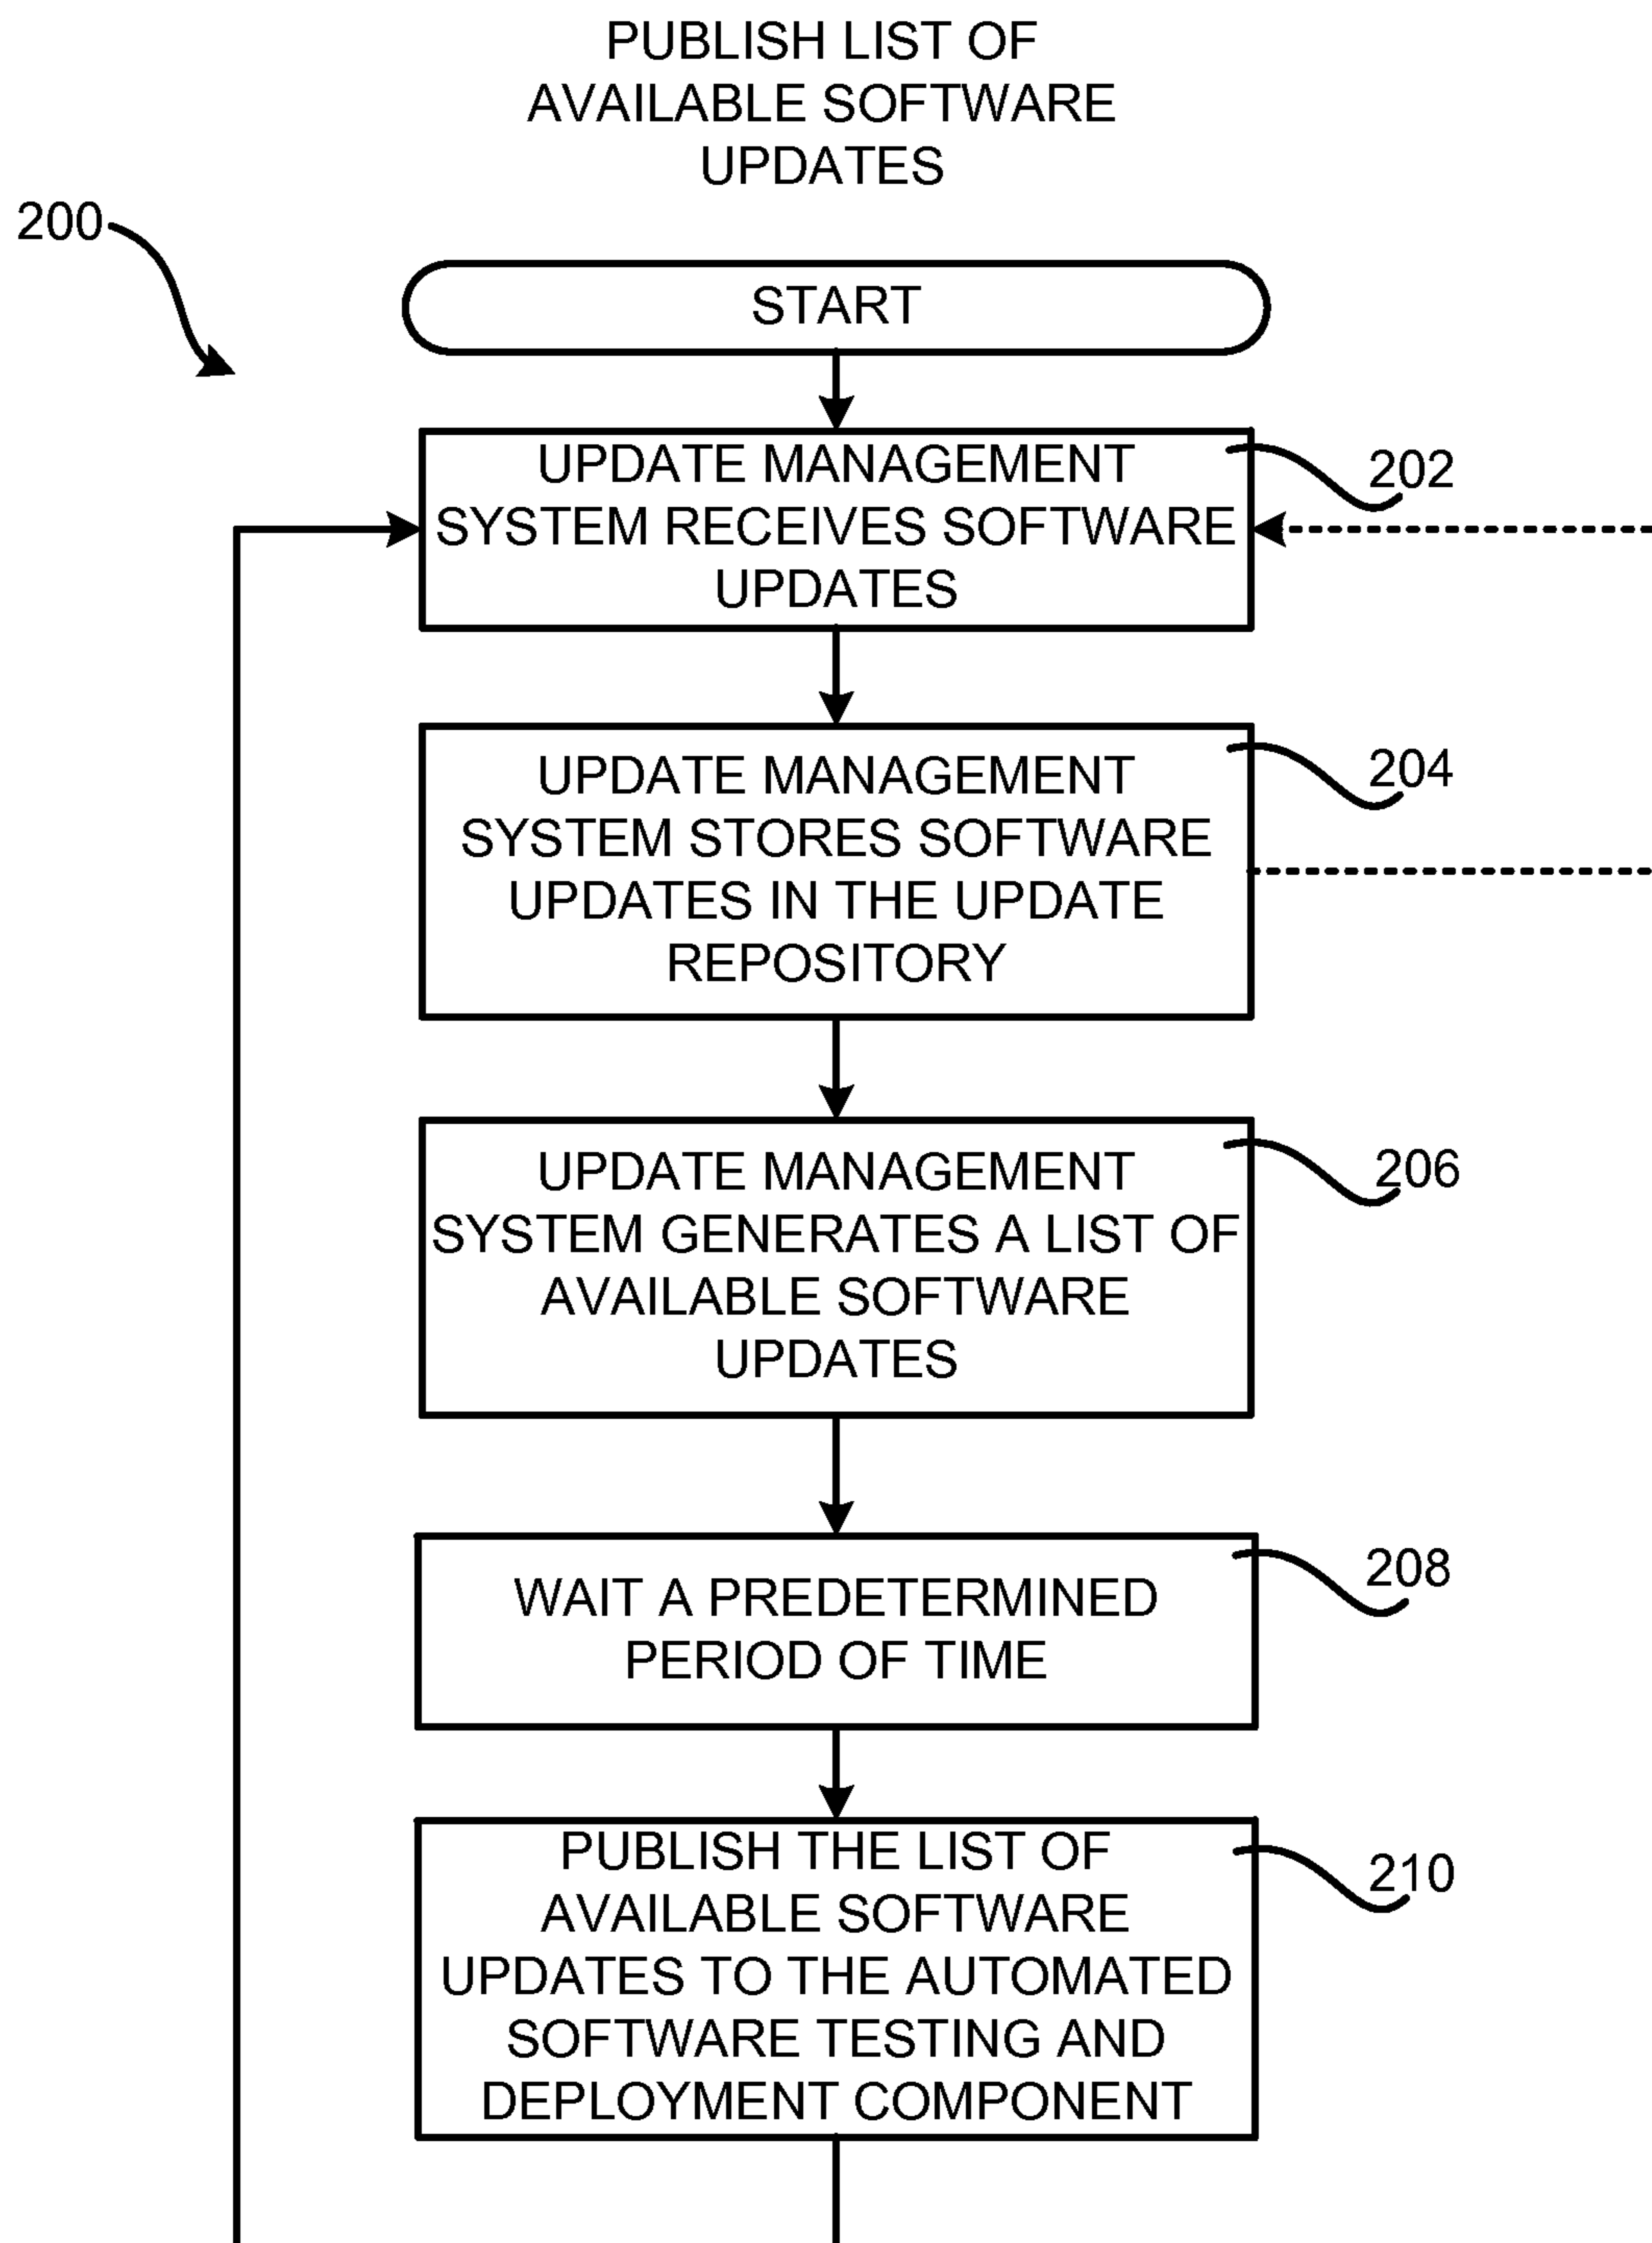 PUBLISH LIST OF
AVAILABLE SOFTWARE
UPDATES
200
START
UPDATE MANAGEMENT
SYSTEM RECEIVES SOFTWARE
UPDATES
202
UPDATE MANAGEMENT
SYSTEM STORES SOFTWARE
UPDATES IN THE UPDATE
REPOSITORY
204
UPDATE MANAGEMENT
SYSTEM GENERATES A LIST OF
AVAILABLE SOFTWARE
UPDATES
206
WAIT A PREDETERMINED
PERIOD OF TIME
208
PUBLISH THE LIST OF
AVAILABLE SOFTWARE
UPDATES TO THE AUTOMATED
SOFTWARE TESTING AND
DEPLOYMENT COMPONENT
210